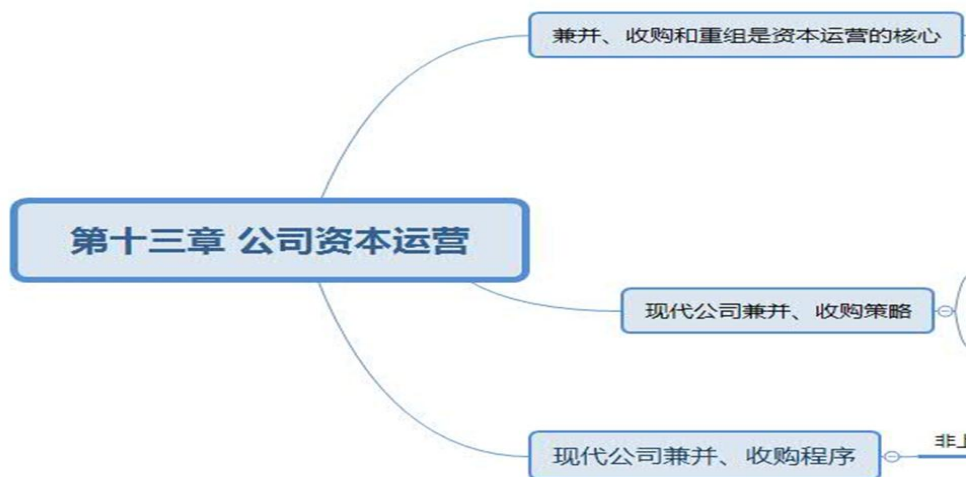 兼并、收购和重组是资本运营的核心
第十三章 公司资本运营
现代公司兼并、收购策略
现代公司兼并、收购程序
非